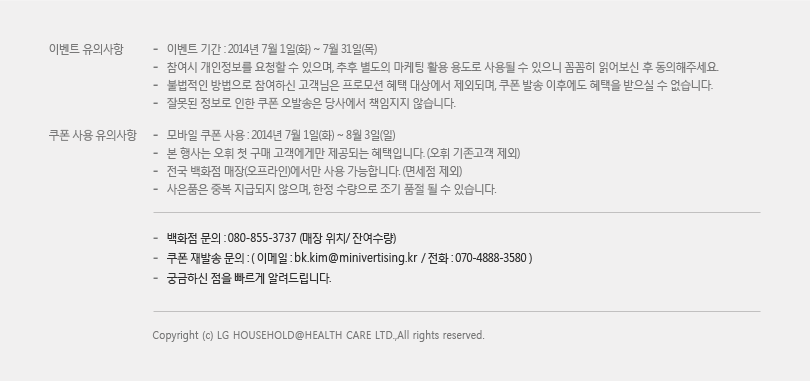 이벤트 유의사항 - 이벤트 기간 : 2014년 7월 1일(화) ~ 7월 31일(목)
- 참여시 개인정보를 요청할 수 있으며, 추후 별도의 마케팅 활용 용도로 사용될 수 있으니 꼼꼼히 읽어보신 후 동의해주세요.
- 불법적인 방법으로 참여하신 고객님은 프로모션 혜택 대상에서 제외되며, 쿠폰 발송 이후에도 혜택을 받으실 수 없습니다.
- 잘못된 정보로 인한 쿠폰 오발송은 당사에서 책임지지 않습니다.
쿠폰 사용 유의사항 - 모바일 쿠폰 사용 : 2014년 7월 1일(화) ~ 8월 3일(일)
- 본 행사는 오휘 첫 구매 고객에게만 제공되는 혜택입니다. (오휘 기존고객 제외)
- 전국 백화점 매장(오프라인)에서만 사용 가능합니다. (면세점 제외)
- 사은품은 중복 지급되지 않으며, 한정 수량으로 조기 품절 될 수 있습니다.
- 백화점 문의 : 080-855-3737 (매장 위치/ 잔여수량)
- 쿠폰 재발송 문의 : ( 이메일 : bk.kim@minivertising.kr / 전화 : 070-4888-3580 )
- 궁금하신 점을 빠르게 알려드립니다.
Copyright (c) LG HOUSEHOLD@HEALTH CARE LTD.,All rights reserved.